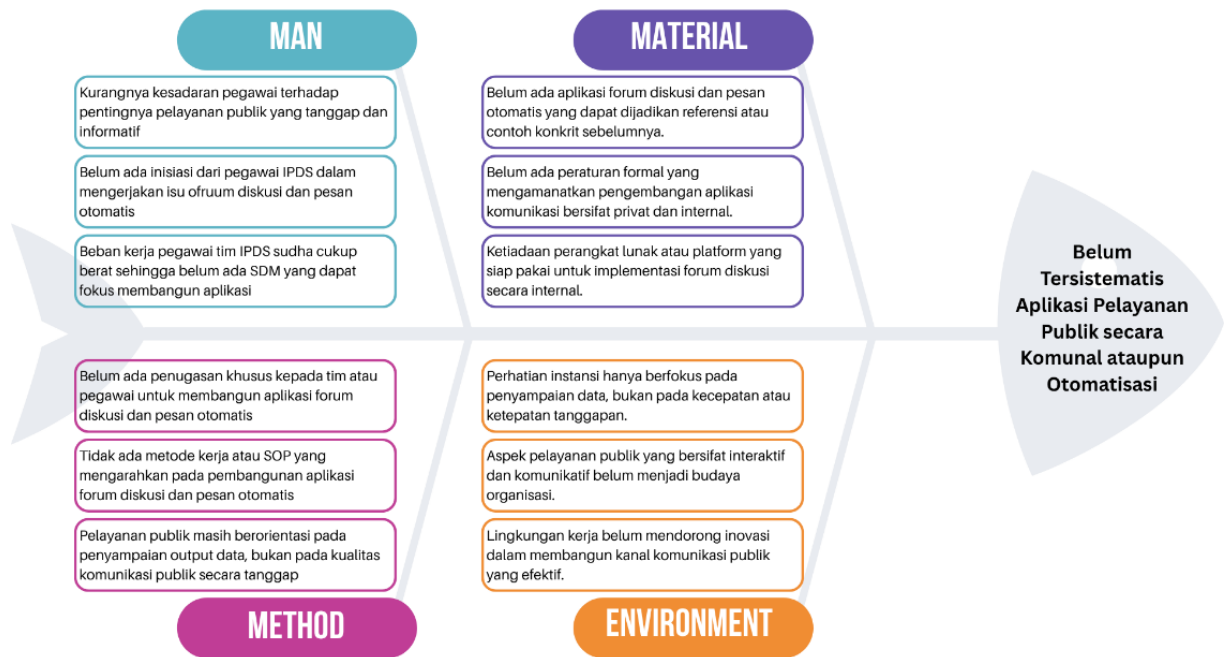 MAN
Kurangnya kesadaran pegawai terhadap
pentingnya pelayanan publik yang tanggap dan
informatif
Belum ada inisiasi dari pegawai IPDS dalam
mengerjakan isu ofruum diskusi dan pesan
otomatis
Beban kerja pegawai tim IPDS sudha cukup
berat sehingga belum ada SDM yang dapat
fokus membangun aplikasi
MATERIAL
Belum ada aplikasi forum diskusi dan pesan
otomatis yang dapat dijadikan referensi atau
contoh konkrit sebelumnya.
Belum ada peraturan formal yang
mengamanatkan pengembangan aplikasi
komunikasi bersifat privat dan internal.
Ketiadaan perangkat lunak atau platform yang
siap pakai untuk implementasi forum diskusi
secara internal.
Belum ada penugasan khusus kepada tim atau
pegawai untuk membangun aplikasi forum
diskusi dan pesan otomatis
Tidak ada metode kerja atau SOP yang
mengarahkan pada pembangunan aplikasi
forum diskusi dan pesan otomatis
Pelayanan publik masih berorientasi pada
penyampaian output data, bukan pada kualitas
komunikasi publik secara tanggap
METHOD
Perhatian instansi hanya berfokus pada
penyampaian data, bukan pada kecepatan atau
ketepatan tanggapan.
Aspek pelayanan publik yang bersifat interaktif
dan komunikatif belum menjadi budaya
organisasi.
Lingkungan kerja belum mendorong inovasi
dalam membangun kanal komunikasi publik
yang efektif.
ENVIRONMENT
Belum
Tersistematis
Aplikasi Pelayanan
Publik secara
Komunal ataupun
Otomatisasi